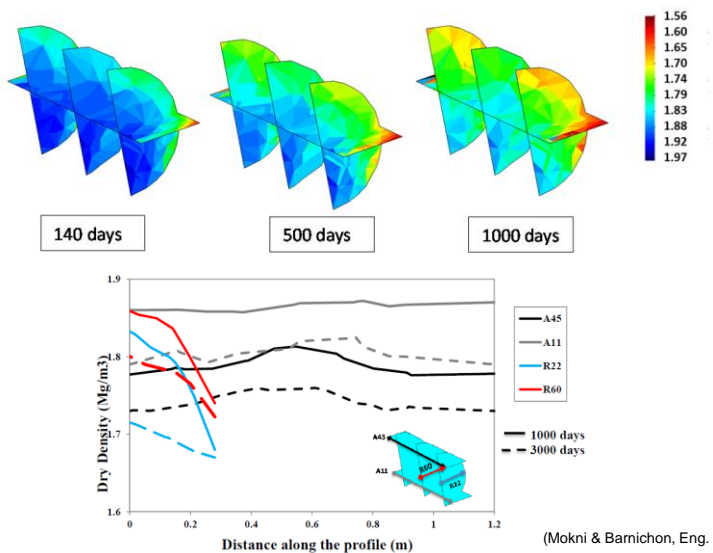 1.56
1.60
1.65
1.70
1.74
1.79
1.83
1.88
1.92
1.97
140 days
500 days
1000 days
1.9
1.8
1.7
1.6
Dry Density (Mg/m3)
0
0.2
0.4
0.6
0.8
1
1.2
Distance along the profile (m)
A45
A11
R22
R60
1000 days
3000 days
A45
A11
R60
R22
(Mokni & Barnichon, Eng.